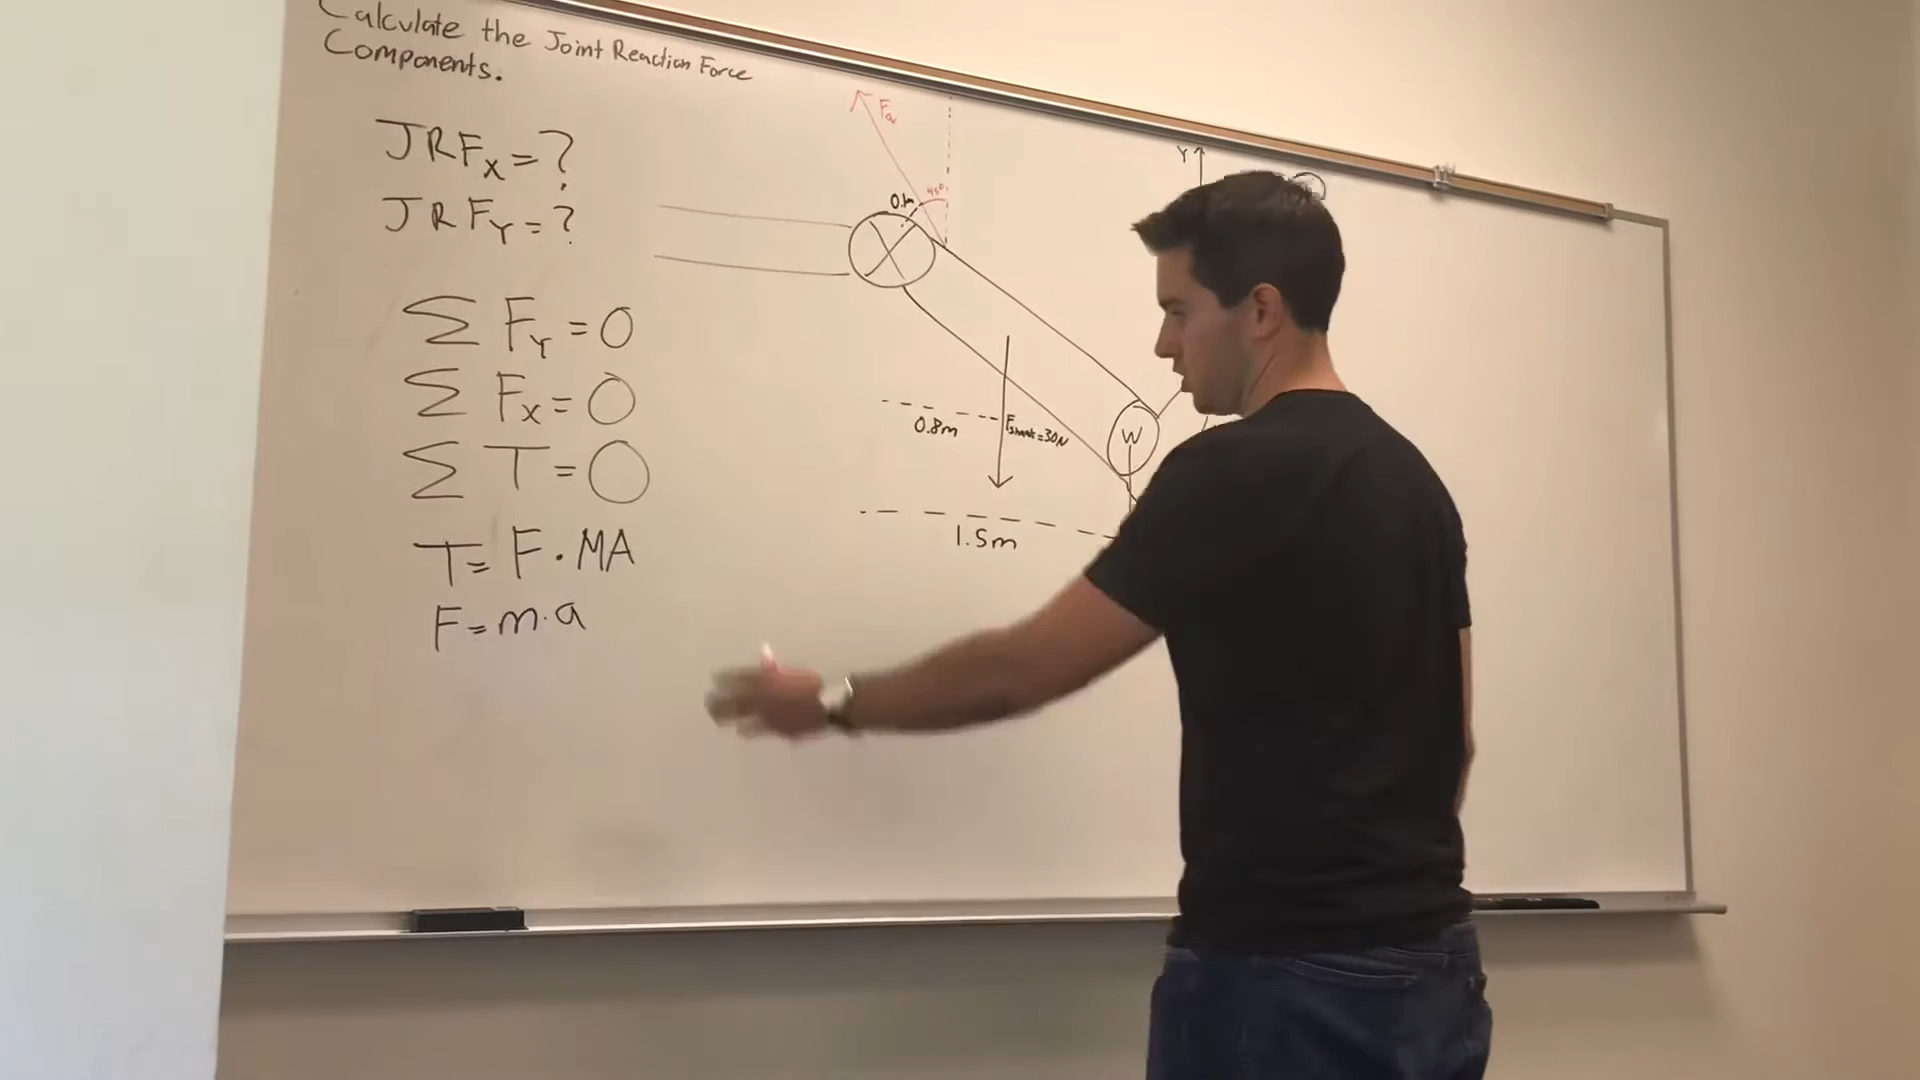 Calculate the Joint Reaction Force
Components.
JRFx = ?
JRFY = ?
Σ FY = 0
Σ Fx = 0
Σ T = 0
T = F · MA
F = m·a
Fq
45°
0.1m
Y
0.8m
Fshank = 30N
W
1.5m